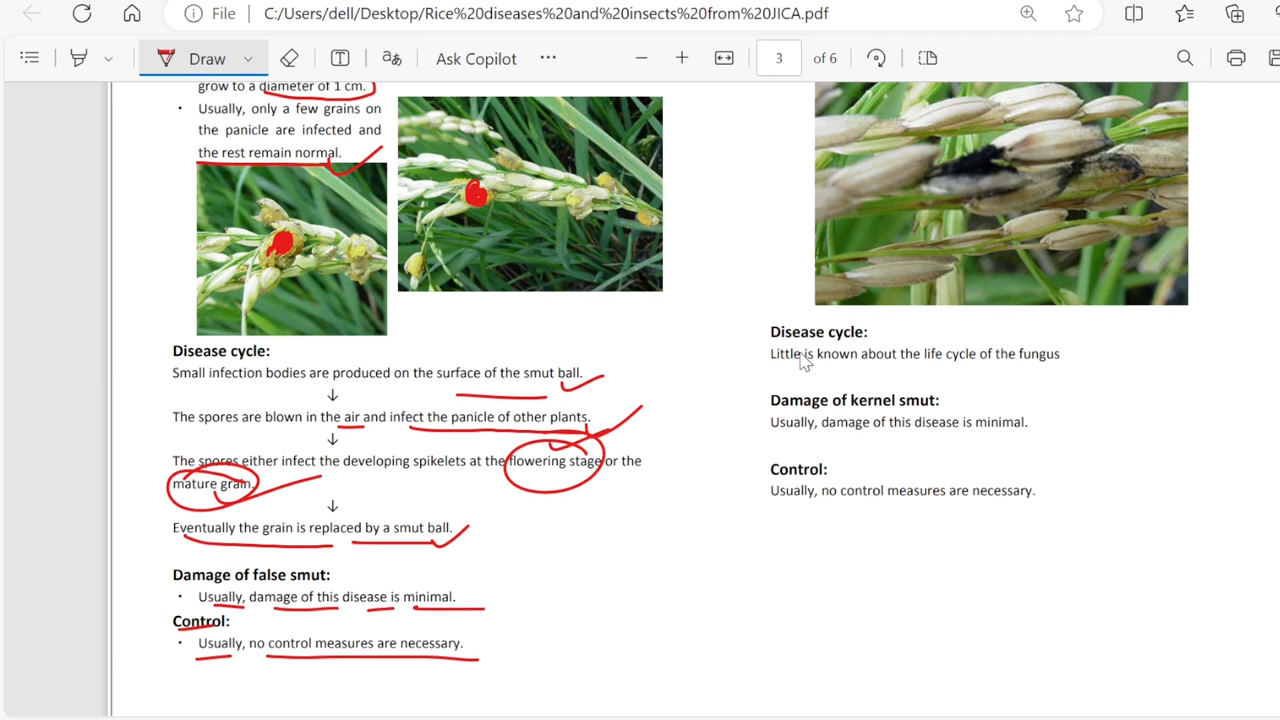 File
C:/Users/dell/Desktop/Rice%20diseases%20and%20insects%20from%20JICA.pdf
Draw
aあ
Ask Copilot
3 of 6
grow to a diameter of 1 cm.
· Usually, only a few grains on
the panicle are infected and
the rest remain normal.
Disease cycle:
Small infection bodies are produced on the surface of the smut ball.
↓
The spores are blown in the air and infect the panicle of other plants.
↓
The spores either infect the developing spikelets at the flowering stage or the
mature grain.
↓
Eventually the grain is replaced by a smut ball.
Damage of false smut:
· Usually, damage of this disease is minimal.
Control:
· Usually, no control measures are necessary.
Disease cycle:
Little is known about the life cycle of the fungus
Damage of kernel smut:
Usually, damage of this disease is minimal.
Control:
Usually, no control measures are necessary.